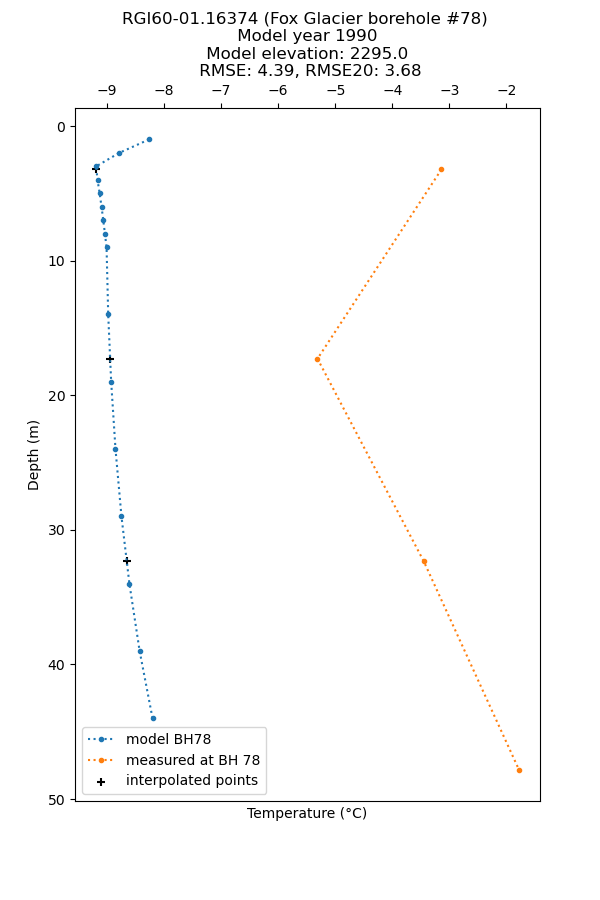 RGI60-01.16374 (Fox Glacier borehole #78)
Model year 1990
Model elevation: 2295.0
RMSE: 4.39, RMSE20: 3.68
−9 −8 −7 −6 −5 −4 −3 −2
0
10
20
30
40
50
Depth (m)
model BH78
measured at BH 78
interpolated points
Temperature (°C)